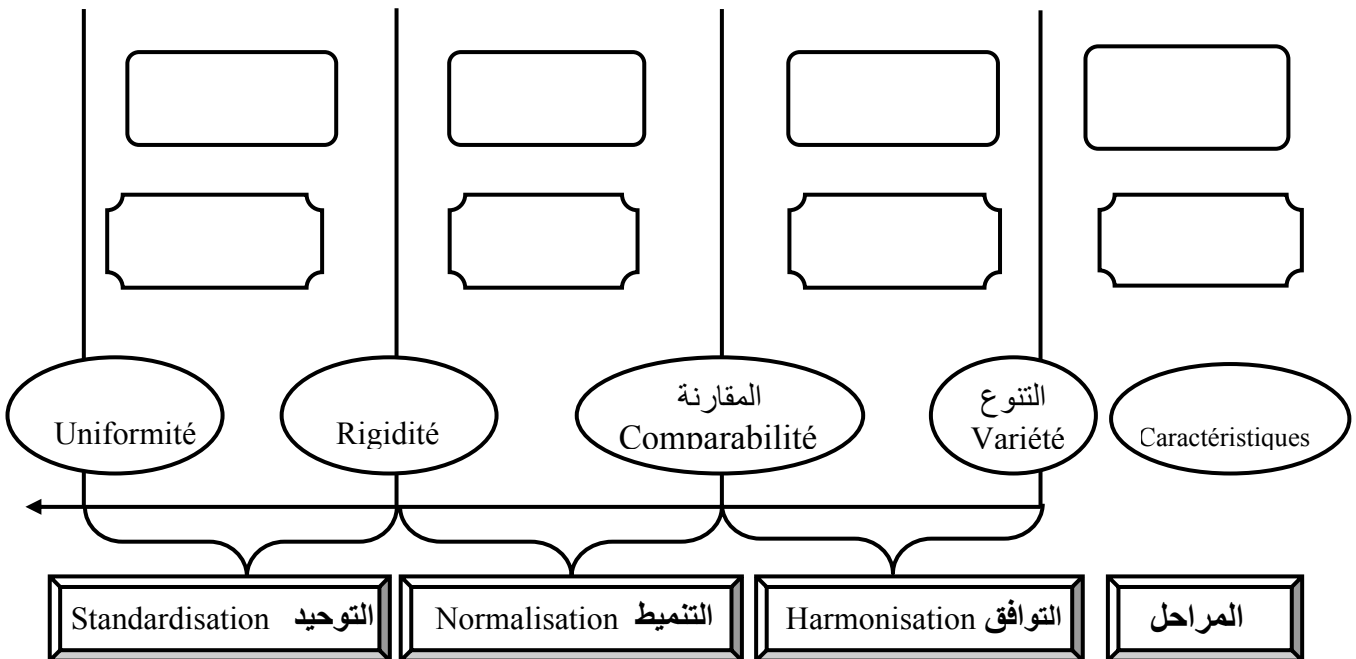 المقارنة
التنوع
Uniformité
Rigidité
Comparabilité
Variété
Caractéristiques
Standardisation التوحيد
Normalisation التنميط
Harmonisation التوافق
المراحل